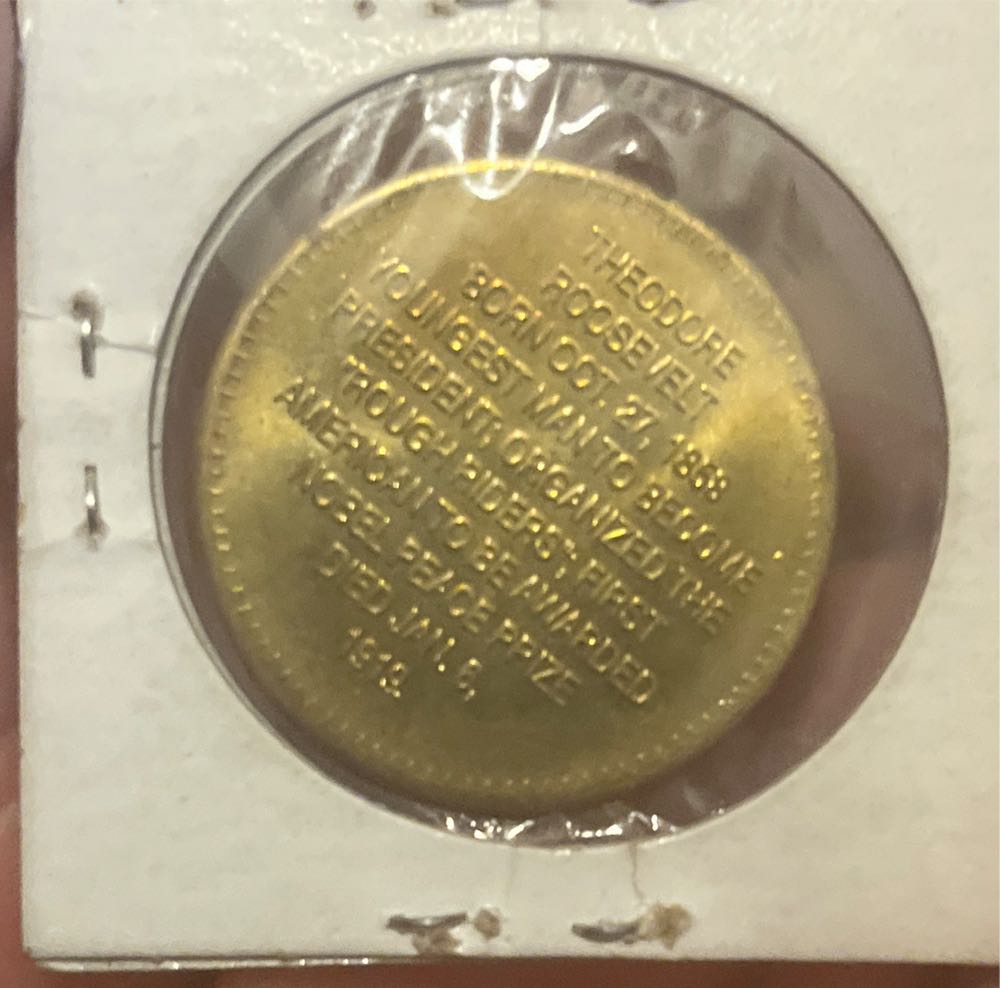 THEODORE
ROOSEVELT
BORN OCT. 27, 1868
YOUNGEST MAN TO BECOME
PRESIDENT; ORGANIZED THE
"ROUGH RIDERS"; FIRST
AMERICAN TO BE AWARDED
NOBEL PEACE PRIZE
DIED JAN. 6,
1919.